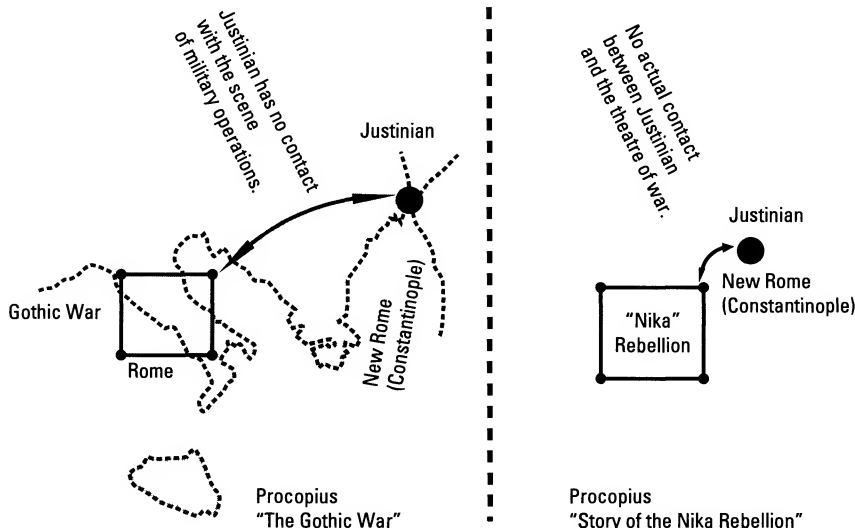 Justinian has no contact
with the scene
of military operations.
Justinian
Gothic War
Rome
New Rome
(Constantinople)
Procopius
"The Gothic War"
No actual contact
between Justinian
and the theatre of war.
Justinian
New Rome
(Constantinople)
"Nika"
Rebellion
Procopius
"Story of the Nika Rebellion"